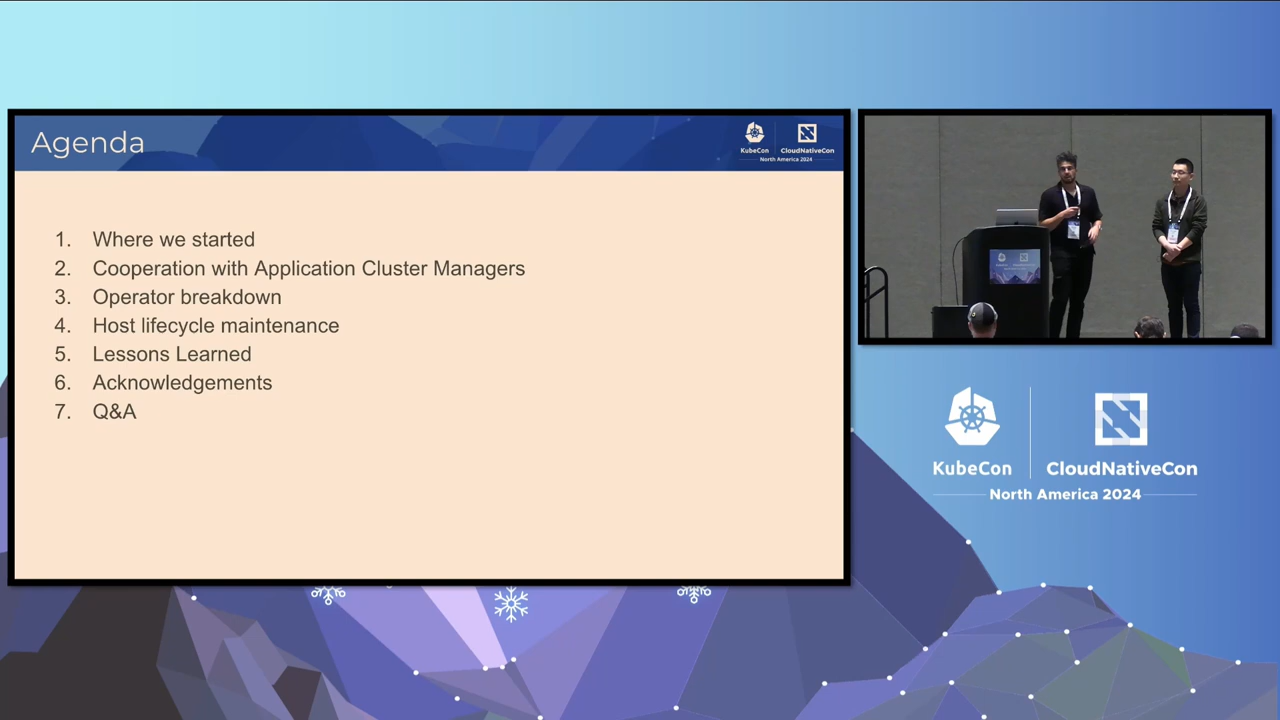 Agenda
KubeCon
CloudNativeCon
North America 2024
1. Where we started
2. Cooperation with Application Cluster Managers
3. Operator breakdown
4. Host lifecycle maintenance
5. Lessons Learned
6. Acknowledgements
7. Q&A
KubeCon
CloudNativeCon
North America 2024